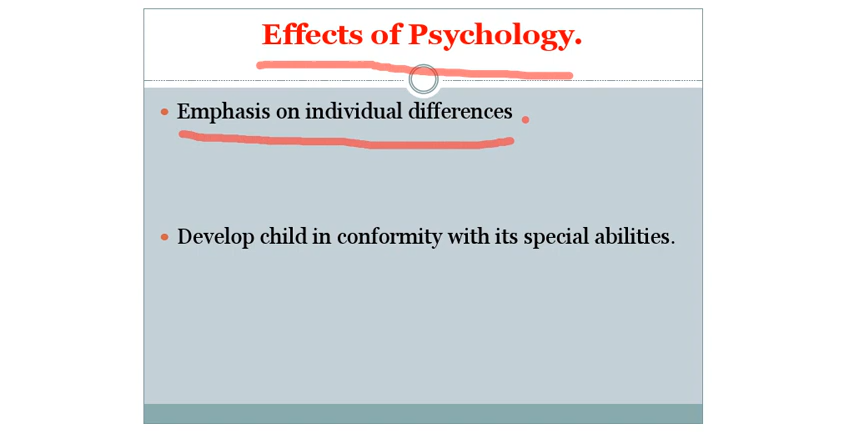 Effects of Psychology.
Emphasis on individual differences
Develop child in conformity with its special abilities.